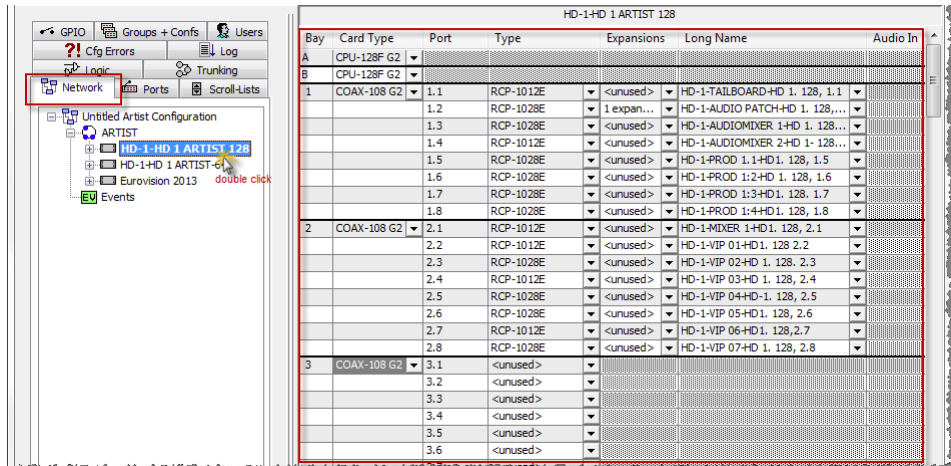 HD-1-HD 1 ARTIST 128
GPIO Groups + Confs Users
?! Cfg Errors Log
Logic Trunking
Network Ports Scroll-Lists
Untitled Artist Configuration
ARTIST
HD-1-HD 1 ARTIST 128
HD-1-HD 1 ARTIST-6
Eurovision 2013 double click
EV Events
Bay Card Type Port Type Expansions Long Name Audio In
A CPU-128F G2
B CPU-128F G2
1 COAX-108 G2 1.1 RCP-1012E <unused> HD-1-TAILBOARD-HD 1. 128, 1.1
1.2 RCP-1028E 1 expan... HD-1-AUDIO PATCH-HD 1. 128,...
1.3 RCP-1028E <unused> HD-1-AUDIOMIXER 1-HD 1. 128...
1.4 RCP-1012E <unused> HD-1-AUDIOMIXER 2-HD 1- 128...
1.5 RCP-1028E <unused> HD-1-PROD 1.1-HD1. 128, 1.5
1.6 RCP-1028E <unused> HD-1-PROD 1:2-HD 1. 128, 1.6
1.7 RCP-1028E <unused> HD-1-PROD 1:3-HD1. 128. 1.7
1.8 RCP-1028E <unused> HD-1-PROD 1:4-HD1. 128, 1.8
2 COAX-108 G2 2.1 RCP-1012E <unused> HD-1-MIXER 1-HD1. 128, 2.1
2.2 RCP-1012E <unused> HD-1-VIP 01-HD1. 128 2.2
2.3 RCP-1028E <unused> HD-1-VIP 02-HD 1. 128. 2.3
2.4 RCP-1012E <unused> HD-1-VIP 03-HD 1. 128, 2.4
2.5 RCP-1028E <unused> HD-1-VIP 04-HD-1. 128, 2.5
2.6 RCP-1028E <unused> HD-1-VIP 05-HD1. 128, 2.6
2.7 RCP-1012E <unused> HD-1-VIP 06-HD1. 128,2.7
2.8 RCP-1028E <unused> HD-1-VIP 07-HD 1. 128, 2.8
3 COAX-108 G2 3.1 <unused>
3.2 <unused>
3.3 <unused>
3.4 <unused>
3.5 <unused>
3.6 <unused>